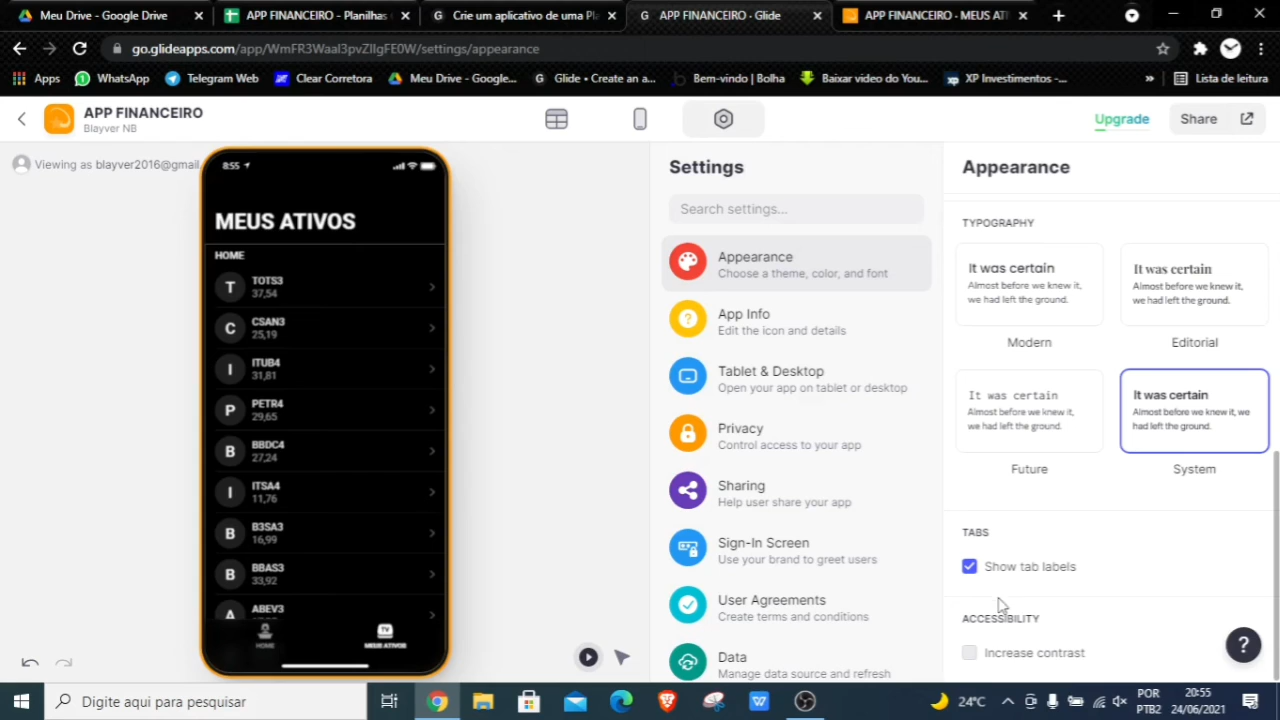 Meu Drive - Google Drive
APP FINANCEIRO - Planilhas
Crie um aplicativo de uma Pla
APP FINANCEIRO - Glide
APP FINANCEIRO - MEUS ATI
go.glideapps.com/app/WmFR3Waal3pvZIlgFE0W/settings/appearance
Apps
WhatsApp
Telegram Web
Clear Corretora
Meu Drive - Google...
Glide • Create an a...
Bem-vindo | Bolha
Baixar video do You...
XP Investimentos -...
»
Lista de leitura
APP FINANCEIRO
Blayver NB
Upgrade
Share
Viewing as blayver2016@gmail
8:55
MEUS ATIVOS
HOME
T
TOTS3
37,54
C
CSAN3
25,19
I
ITUB4
31,81
P
PETR4
29,65
B
BBDC4
27,24
I
ITSA4
11,76
B
B3SA3
16,99
B
BBAS3
33,92
A
ABEV3
HOME
TV
MEUS ATIVOS
Settings
Search settings...
Appearance
Choose a theme, color, and font
App Info
Edit the icon and details
Tablet & Desktop
Open your app on tablet or desktop
Privacy
Control access to your app
Sharing
Help user share your app
Sign-In Screen
Use your brand to greet users
User Agreements
Create terms and conditions
Data
Manage data source and refresh
Appearance
TYPOGRAPHY
It was certain
Almost before we knew it,
we had left the ground.
Modern
It was certain
Almost before we knew it,
we had left the ground.
Editorial
It was certain
Almost before we knew it,
we had left the ground.
Future
It was certain
Almost before we knew it, we
had left the ground.
System
TABS
Show tab labels
ACCESSIBILITY
Increase contrast
?
Digite aqui para pesquisar
24°C
POR
PTB2
20:55
24/06/2021